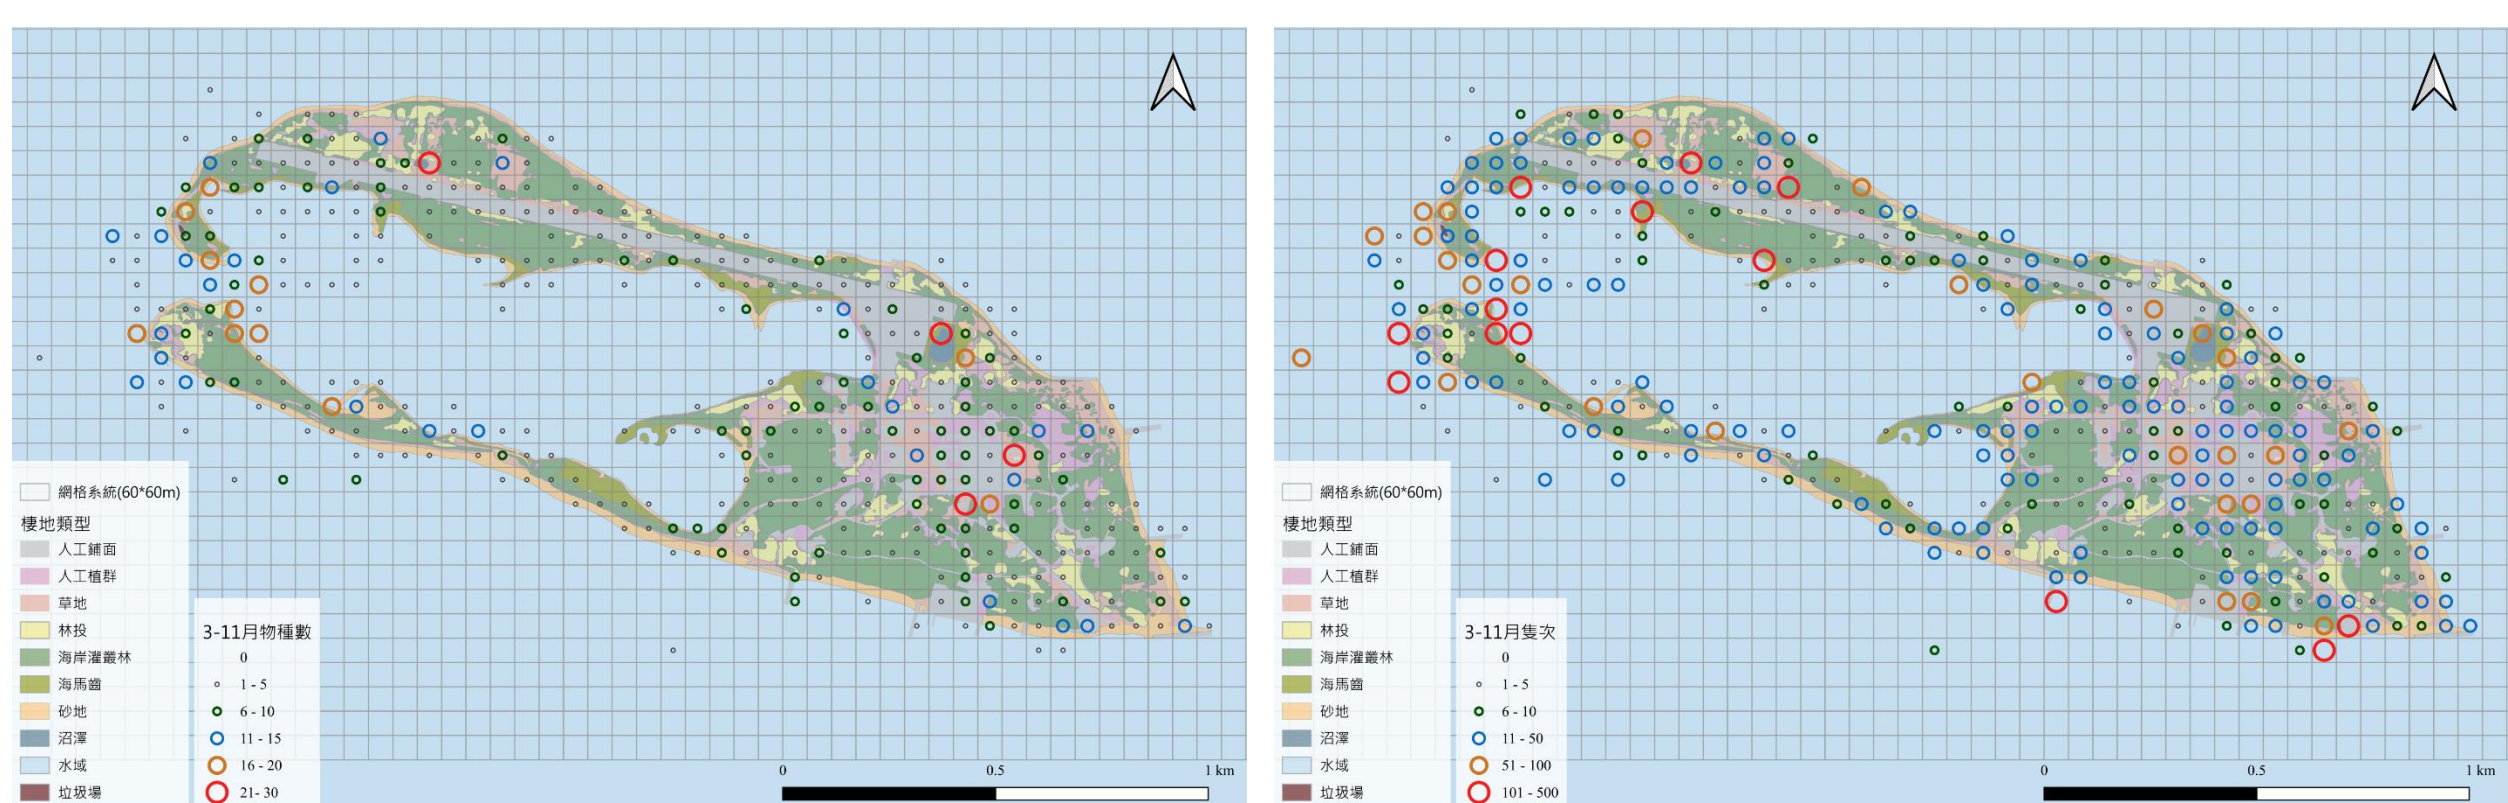 網格系統(60*60m)
棲地類型
人工鋪面
人工植群
草地
林投
海岸灌叢林
海馬齒
砂地
沼澤
水域
垃圾場
3-11月物種數
0
1 - 5
6 - 10
11 - 15
16 - 20
21- 30
0 0.5 1 km
網格系統(60*60m)
棲地類型
人工鋪面
人工植群
草地
林投
海岸灌叢林
海馬齒
砂地
沼澤
水域
垃圾場
3-11月隻次
0
1 - 5
6 - 10
11 - 50
51 - 100
101 - 500
0 0.5 1 km